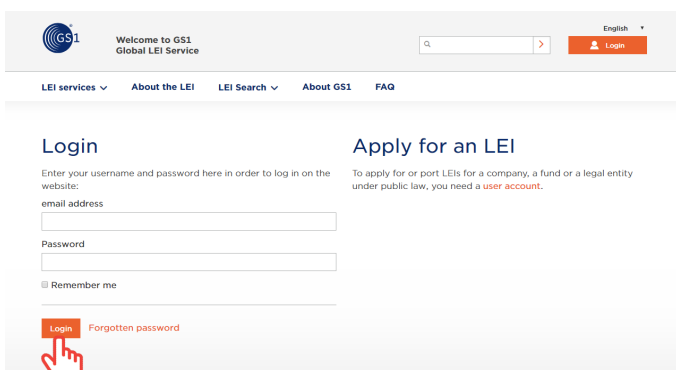 GS1
Welcome to GS1
Global LEI Service
English
Login
LEI services
About the LEI
LEI Search
About GS1
FAQ
Login
Enter your username and password here in order to log in on the
website:
email address
Password
Remember me
Login
Forgotten password
Apply for an LEI
To apply for or port LEIs for a company, a fund or a legal entity
under public law, you need a user account.